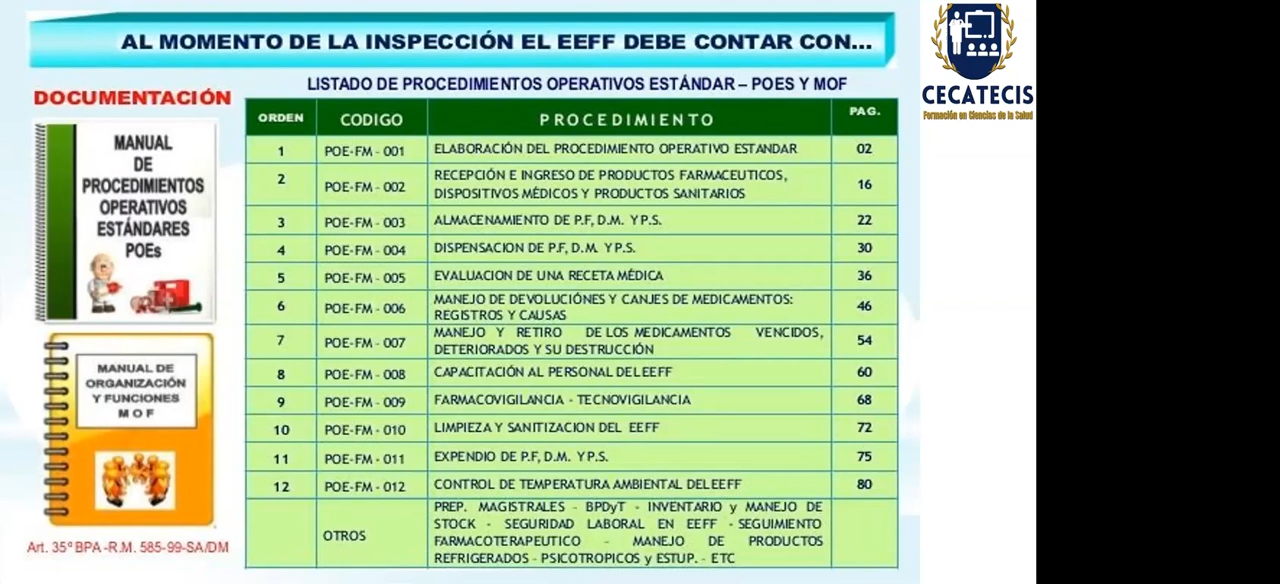 AL MOMENTO DE LA INSPECCIÓN EL EEFF DEBE CONTAR CON...
CECATECIS
Formación en Ciencias de la Salud
DOCUMENTACIÓN
MANUAL
DE
PROCEDIMIENTOS
OPERATIVOS
ESTÁNDARES
POEs
MANUAL DE
ORGANIZACIÓN
Y FUNCIONES
M O F
Art. 35º BPA -R.M. 585-99-SA/DM
LISTADO DE PROCEDIMIENTOS OPERATIVOS ESTÁNDAR – POES Y MOF
ORDEN CODIGO PROCEDIMIENTO PAG.
1 POE-FM - 001 ELABORACIÓN DEL PROCEDIMIENTO OPERATIVO ESTANDAR 02
2 POE-FM - 002 RECEPCIÓN E INGRESO DE PRODUCTOS FARMACEUTICOS,
DISPOSITIVOS MÉDICOS Y PRODUCTOS SANITARIOS 16
3 POE-FM - 003 ALMACENAMIENTO DE P.F, D.M. Y P.S. 22
4 POE-FM - 004 DISPENSACION DE P.F, D.M. Y P.S. 30
5 POE-FM - 005 EVALUACION DE UNA RECETA MÉDICA 36
6 POE-FM - 006 MANEJO DE DEVOLUCIÓNES Y CANJES DE MEDICAMENTOS:
REGISTROS Y CAUSAS 46
7 POE-FM - 007 MANEJO Y RETIRO DE LOS MEDICAMENTOS VENCIDOS,
DETERIORADOS Y SU DESTRUCCIÓN 54
8 POE-FM - 008 CAPACITACIÓN AL PERSONAL DEL EEFF 60
9 POE-FM - 009 FARMACOVIGILANCIA - TECNOVIGILANCIA 68
10 POE-FM - 010 LIMPIEZA Y SANITIZACION DEL EEFF 72
11 POE-FM - 011 EXPENDIO DE P.F, D.M. Y P.S. 75
12 POE-FM - 012 CONTROL DE TEMPERATURA AMBIENTAL DEL EEFF 80
OTROS PREP. MAGISTRALES - BPDyT - INVENTARIO y MANEJO DE
STOCK - SEGURIDAD LABORAL EN EEFF - SEGUIMIENTO
FARMACOTERAPEUTICO - MANEJO DE PRODUCTOS
REFRIGERADOS - PSICOTROPICOS y ESTUP. - ETC